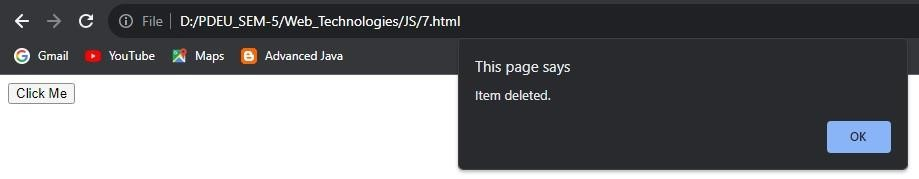 File D:/PDEU_SEM-5/Web_Technologies/JS/7.html
G Gmail YouTube Maps Advanced Java
Click Me
This page says
Item deleted.
OK